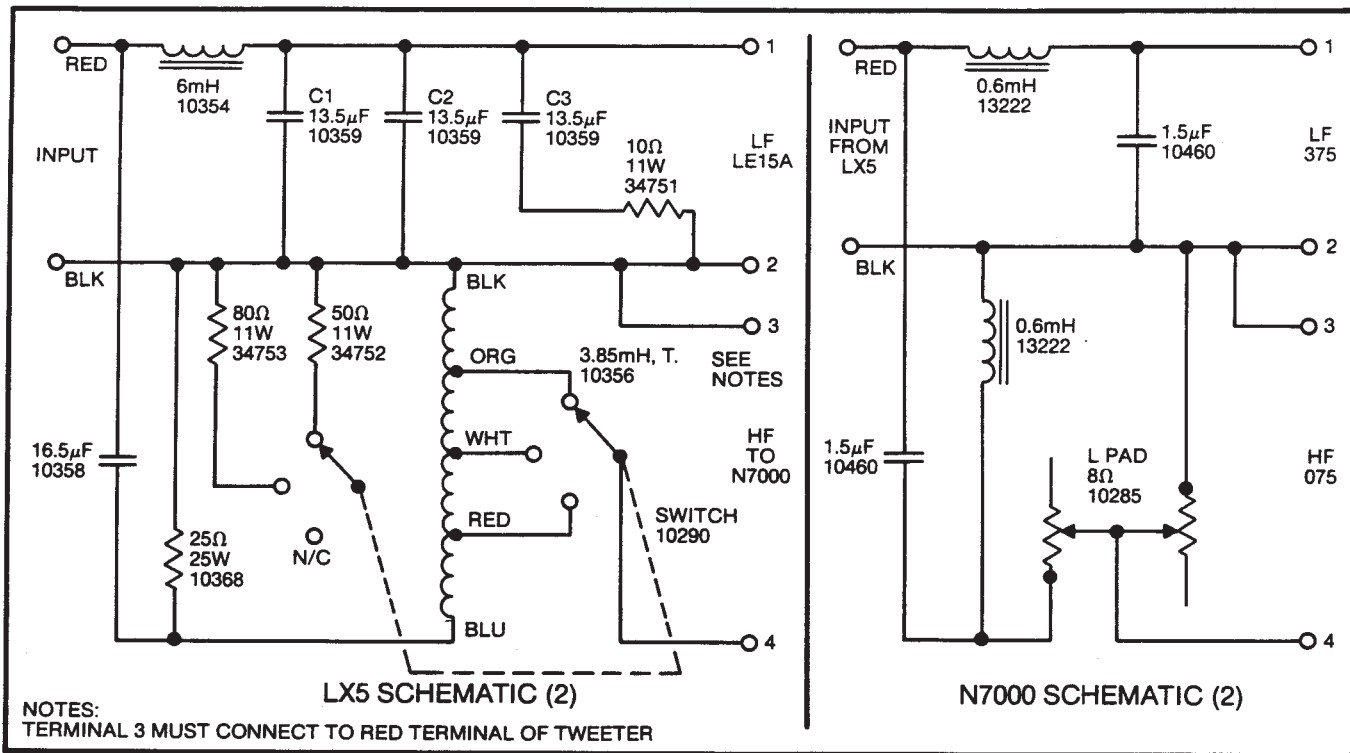 RED
6mH
10354
C1
13.5µF
10359
C2
13.5µF
10359
C3
13.5µF
10359
10Ω
11W
34751
1
LF
LE15A
INPUT
BLK
2
80Ω
11W
34753
50Ω
11W
34752
BLK
ORG
WHT
RED
BLU
3.85mH, T.
10356
3
SEE
NOTES
HF
TO
N7000
SWITCH
10290
16.5µF
10358
25Ω
25W
10368
N/C
4
LX5 SCHEMATIC (2)
NOTES:
TERMINAL 3 MUST CONNECT TO RED TERMINAL OF TWEETER
RED
0.6mH
13222
1
INPUT
FROM
LX5
1.5µF
10460
LF
375
BLK
2
0.6mH
13222
3
1.5µF
10460
L PAD
8Ω
10285
HF
075
4
N7000 SCHEMATIC (2)